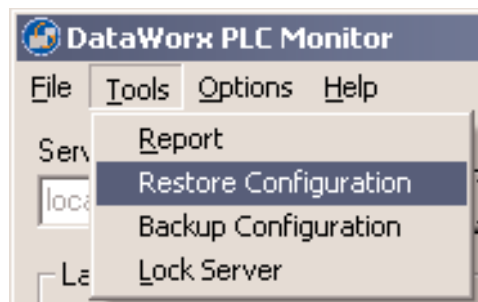 DataWorx PLC Monitor
File Tools Options Help
Report
Restore Configuration
Backup Configuration
Lock Server